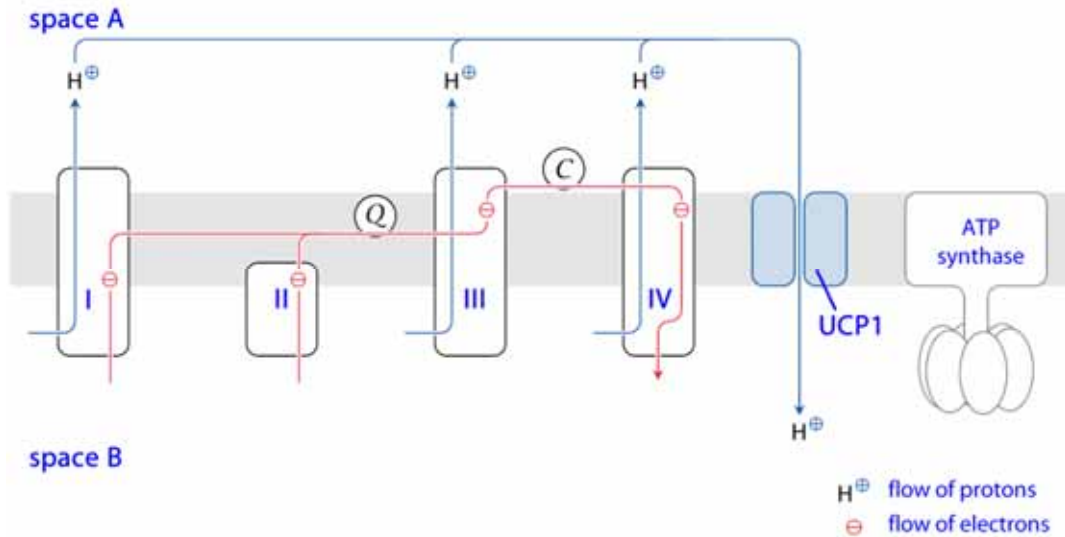 space A
H⊕ H⊕ H⊕
C
Q
ATP
synthase
I II III IV
UCP1
H⊕
space B
H⊕ flow of protons
⊖ flow of electrons